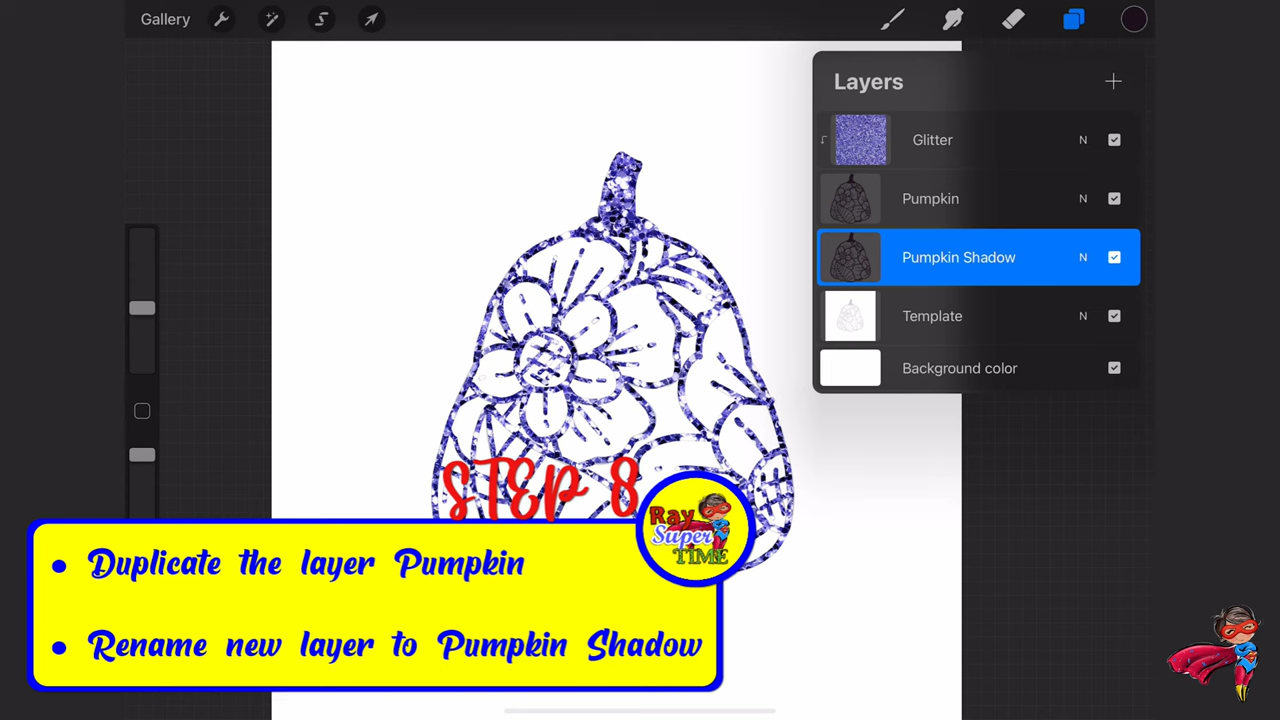 Gallery
Layers
Glitter N
Pumpkin N
Pumpkin Shadow N
Template N
Background color
STEP 8
Ray
Super
TIME
• Duplicate the layer Pumpkin
• Rename new layer to Pumpkin Shadow